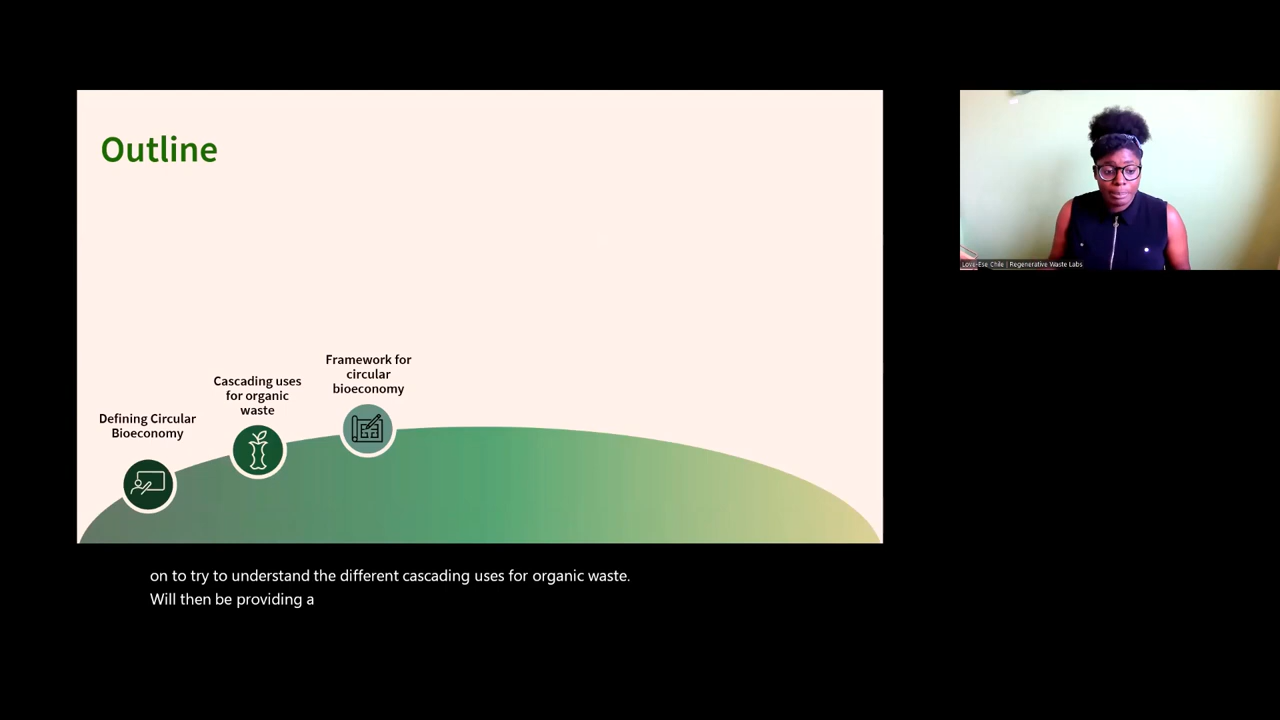 Outline
Framework for
circular
bioeconomy
Cascading uses
for organic
waste
Defining Circular
Bioeconomy
Love-Ese Chile | Regenerative Waste Labs
on to try to understand the different cascading uses for organic waste.
Will then be providing a